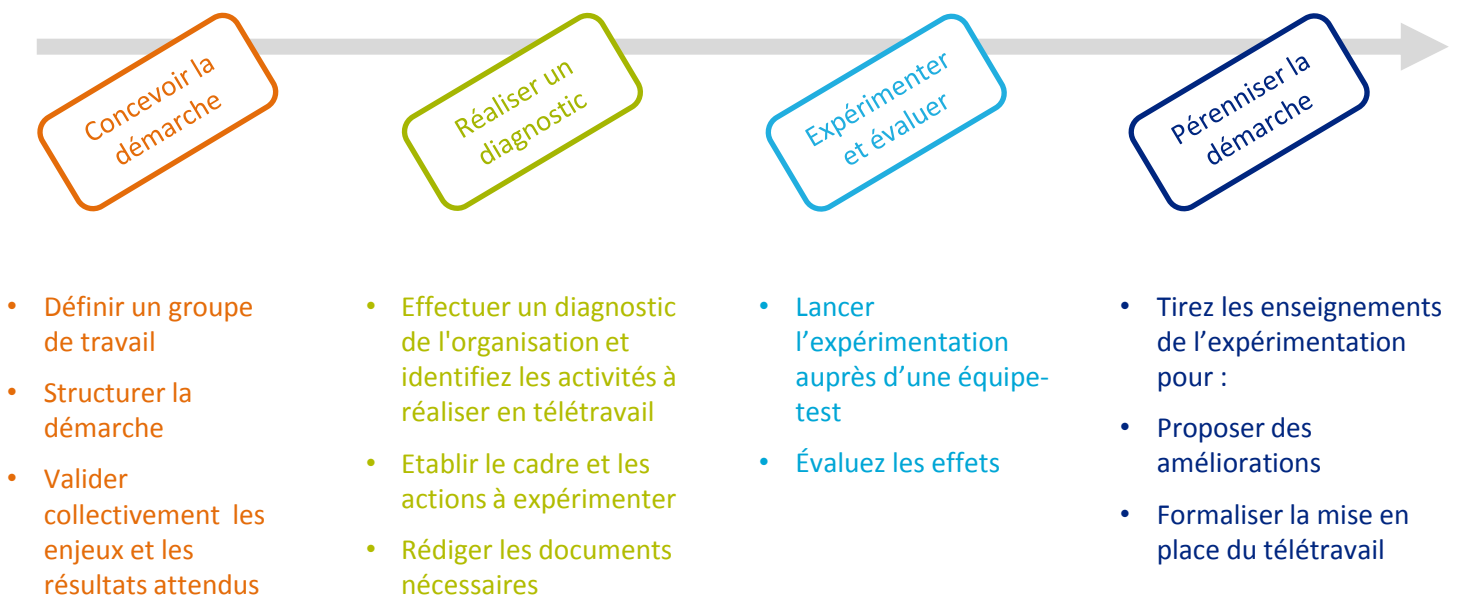 Concevoir la
démarche
Réaliser un
diagnostic
Expérimenter
et évaluer
Pérenniser la
démarche
• Définir un groupe
de travail
• Structurer la
démarche
• Valider
collectivement  les
enjeux et les
résultats attendus
• Effectuer un diagnostic
de l'organisation et
identifiez les activités à
réaliser en télétravail
• Etablir le cadre et les
actions à expérimenter
• Rédiger les documents
nécessaires
• Lancer
l’expérimentation
auprès d’une équipe-
test
• Évaluez les effets
• Tirez les enseignements
de l’expérimentation
pour :
• Proposer des
améliorations
• Formaliser la mise en
place du télétravail